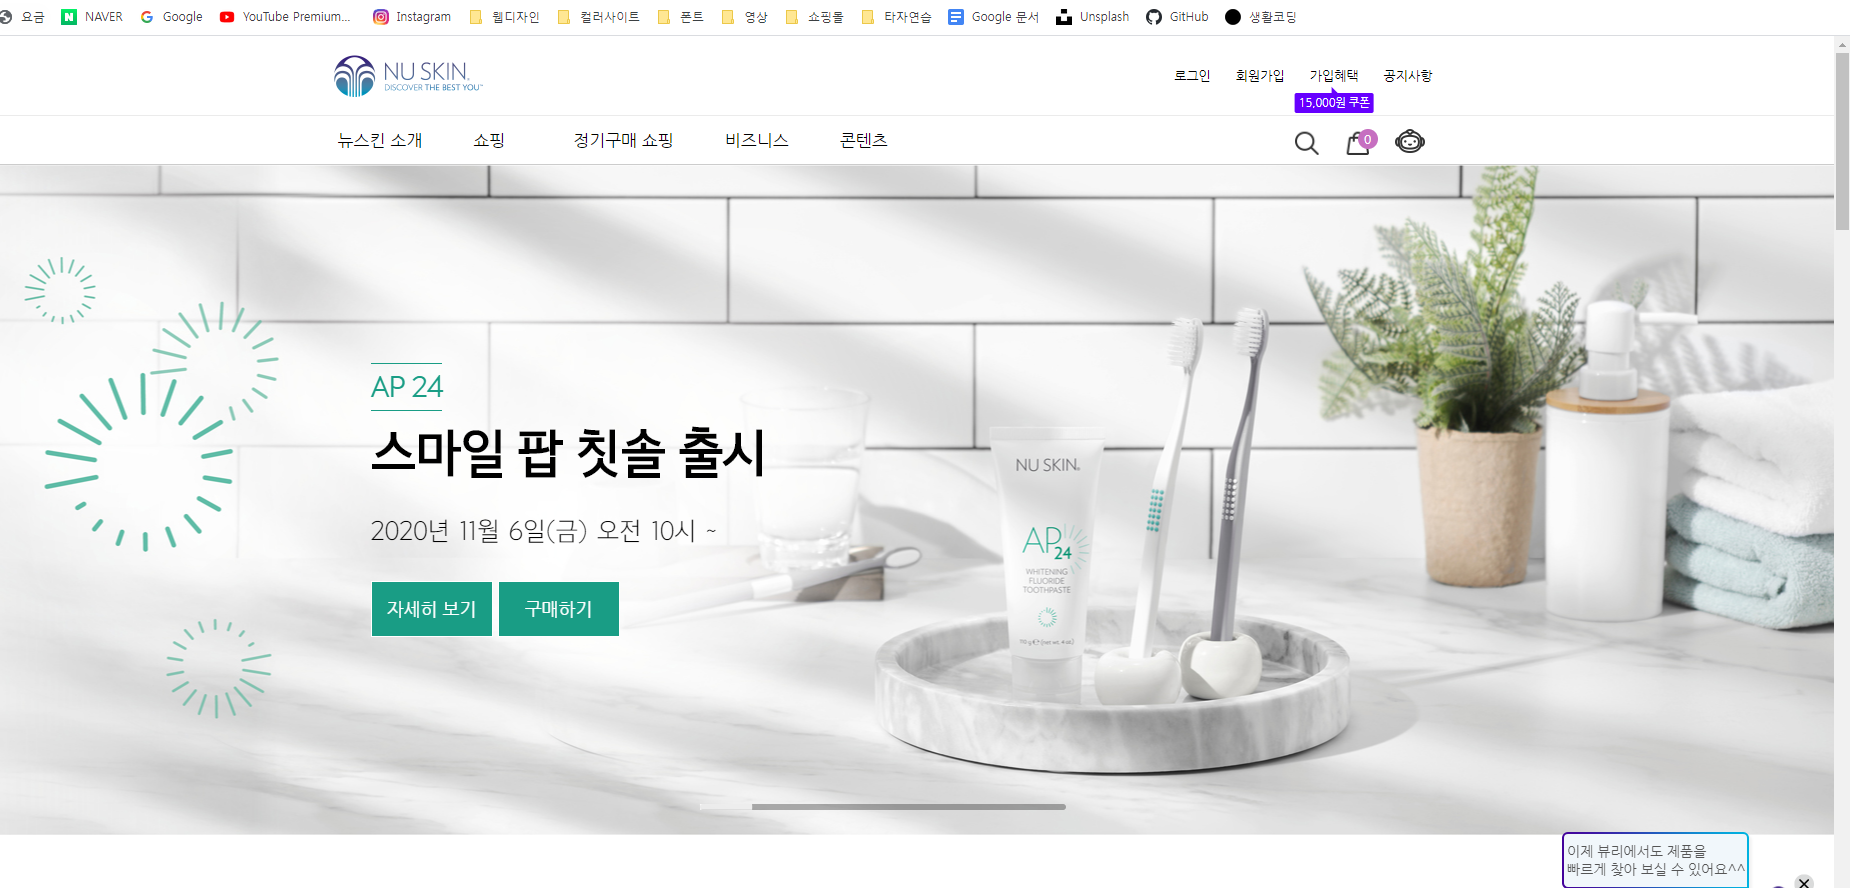 요금 NAVER Google YouTube Premium... Instagram 웹디자인 컬러사이트 폰트 영상 쇼핑몰 타자연습 Google 문서 Unsplash GitHub 생활코딩
NU SKIN.
DISCOVER THE BEST YOU™
로그인 회원가입 가입혜택 공지사항
15,000원 쿠폰
뉴스킨 소개 쇼핑 정기구매 쇼핑 비즈니스 콘텐츠
0
AP 24
스마일 팝 칫솔 출시
2020년 11월 6일(금) 오전 10시 ~
자세히 보기 구매하기
NU SKIN.
AP
24
WHITENING
FLUORIDE
TOOTHPASTE
이제 뷰리에서도 제품을
빠르게 찾아 보실 수 있어요^^